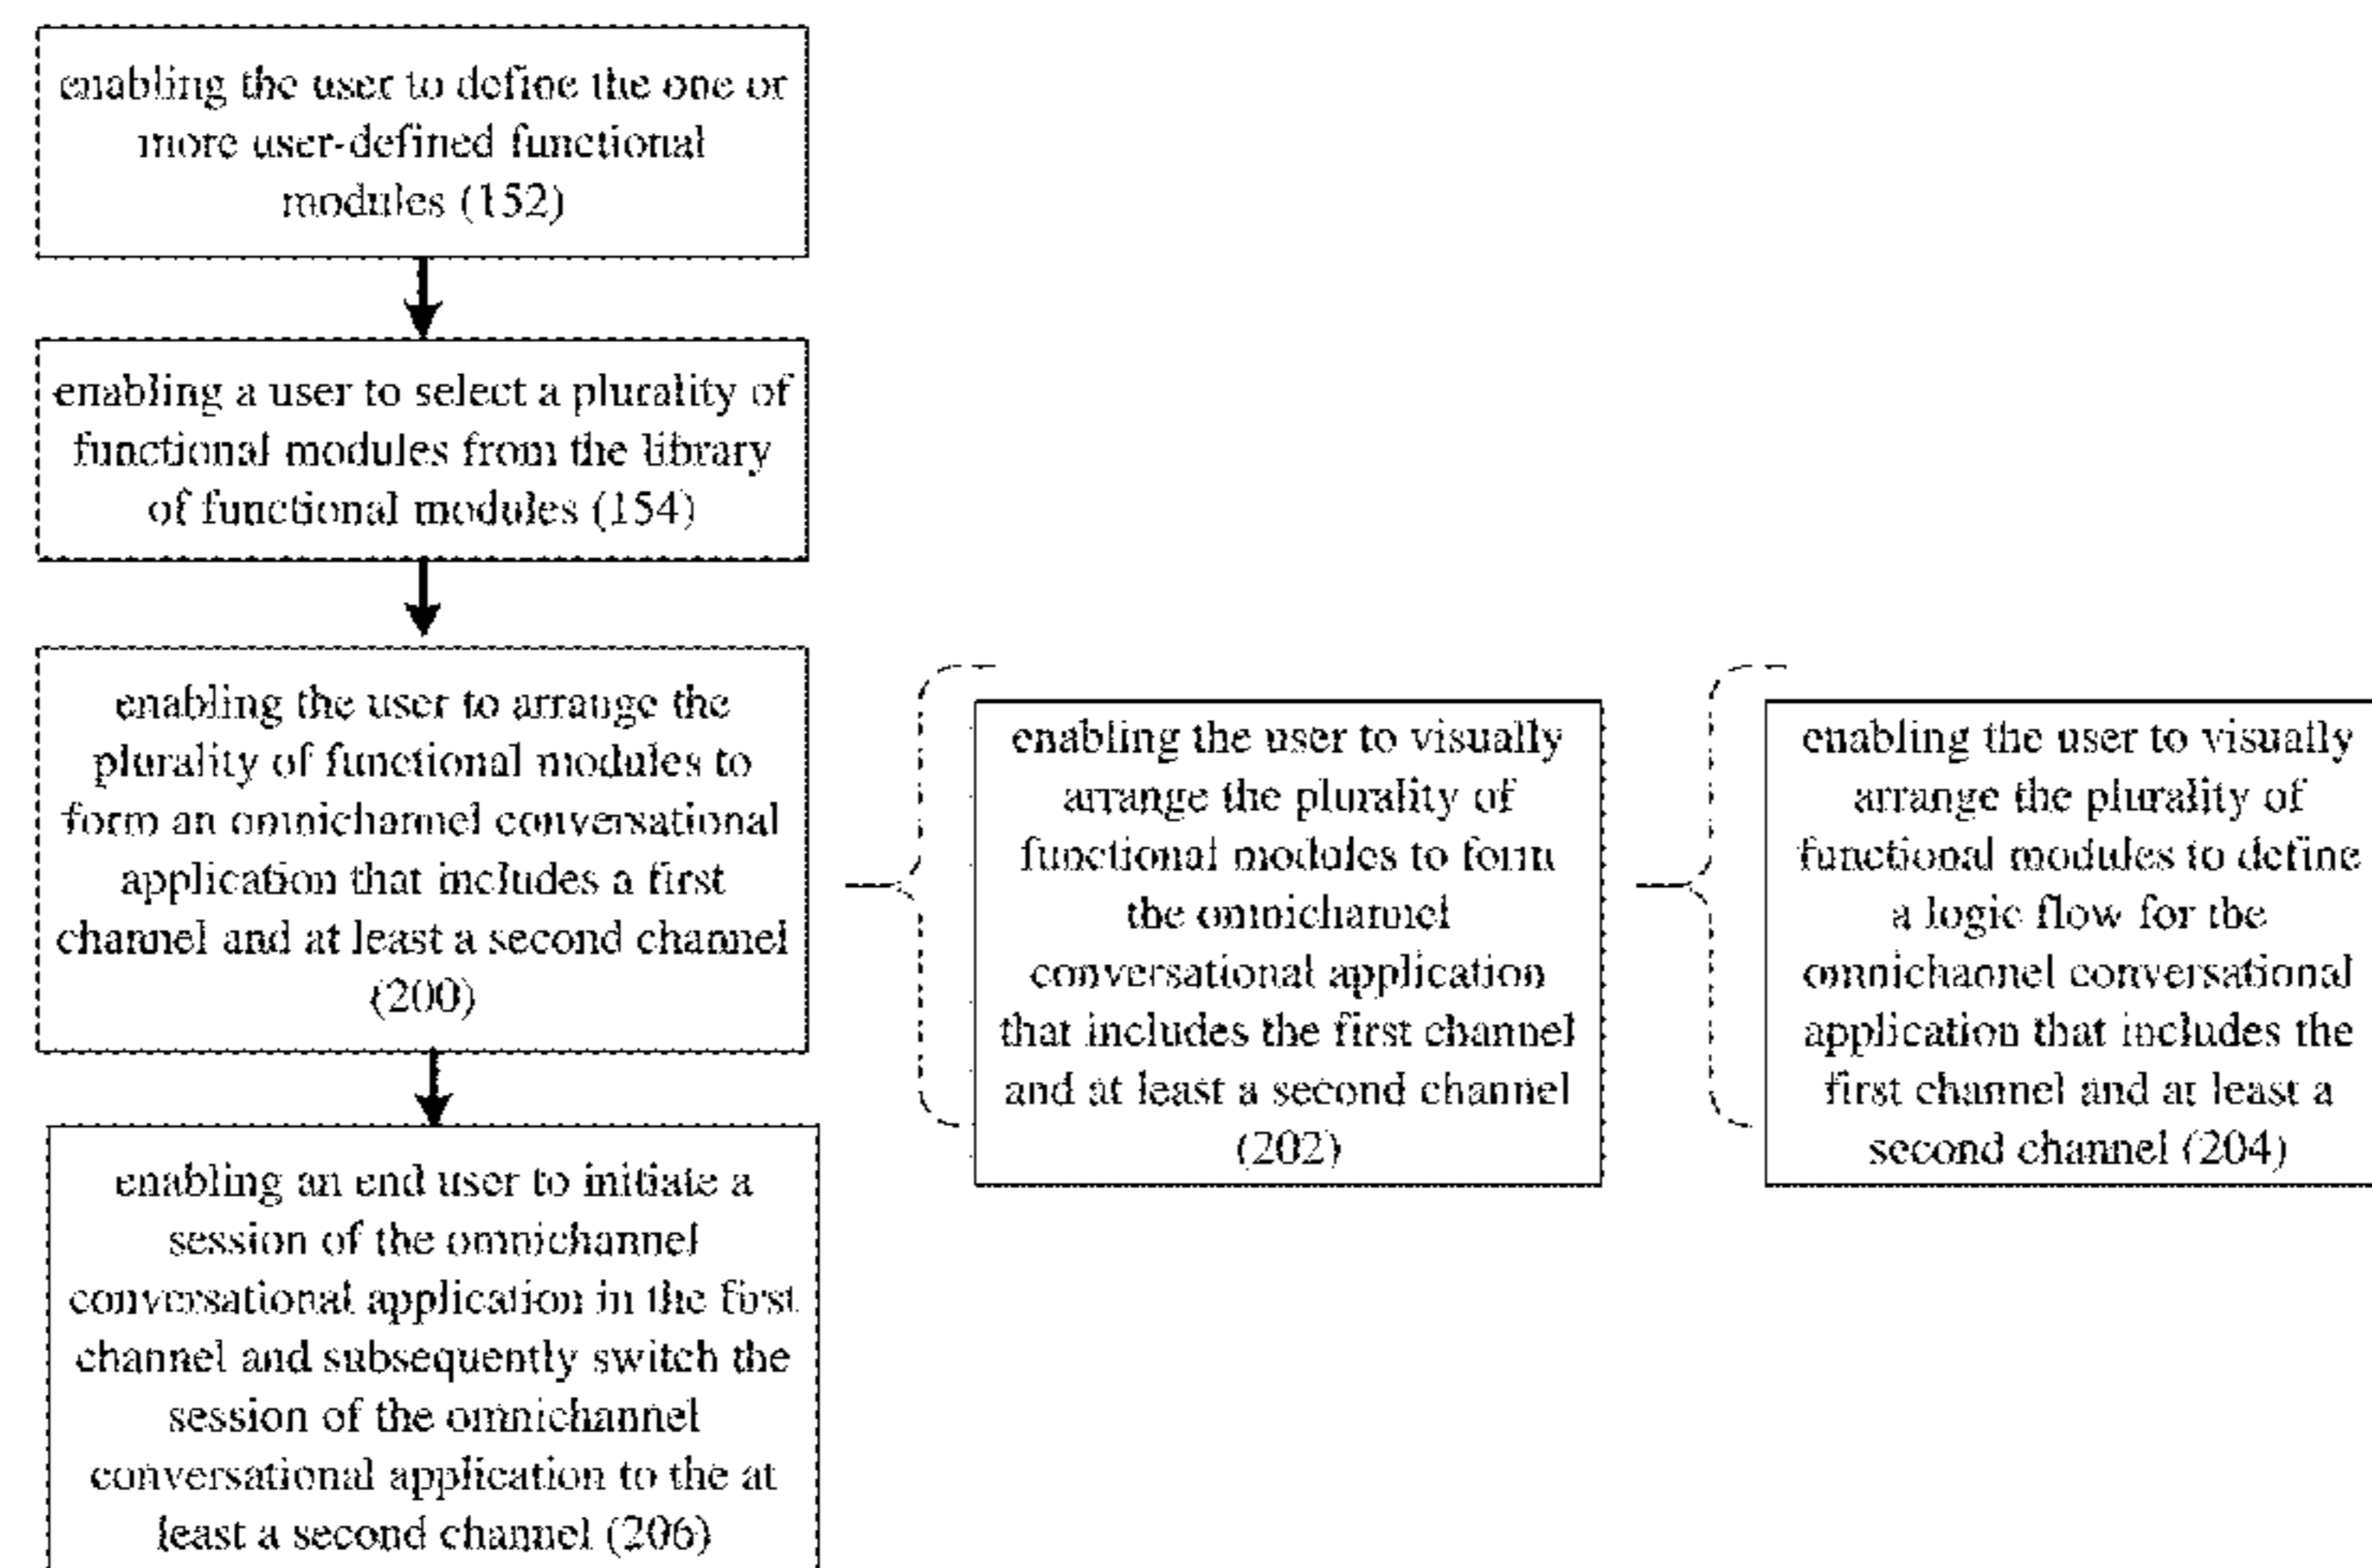 enabling the user to define the one or
more user-defined functional
modules (152)
enabling a user to select a plurality of
functional modules from the library
of functional modules (154)
enabling the user to arrange the
plurality of functional modules to
form an omnichannel conversational
application that includes a first
channel and at least a second channel
(200)
enabling the user to visually
arrange the plurality of
functional modules to form
the omnichannel
conversational application
that includes the first channel
and at least a second channel
(202)
enabling the user to visually
arrange the plurality of
functional modules to define
a logic flow for the
omnichannel conversational
application that includes the
first channel and at least a
second channel (204)
enabling an end user to initiate a
session of the omnichannel
conversational application in the first
channel and subsequently switch the
session of the omnichannel
conversational application to the at
least a second channel (206)